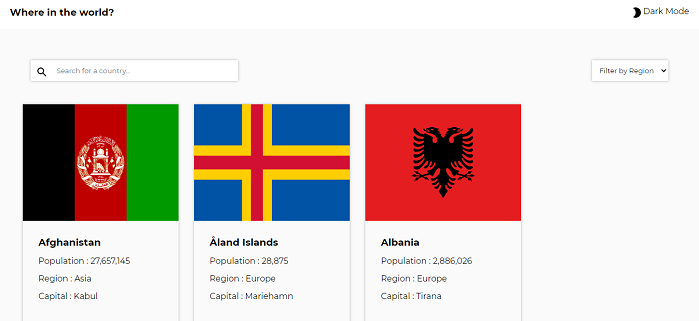 Where in the world?
Dark Mode
Search for a country...
Filter by Region
Afghanistan
Population : 27,657,145
Region : Asia
Capital : Kabul
Åland Islands
Population : 28,875
Region : Europe
Capital : Mariehamn
Albania
Population : 2,886,026
Region : Europe
Capital : Tirana